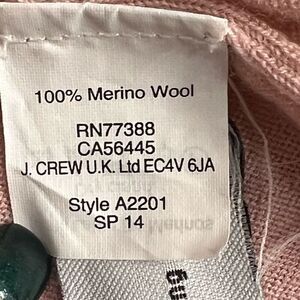 100% Merino Wool
RN77388
CA56445
J. CREW U.K. Ltd EC4V 6JA
Style A2201
SP 14